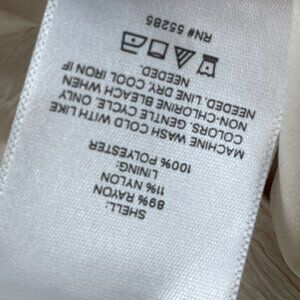 SHELL:
89% RAYON
11% NYLON
LINING:
100% POLYESTER
MACHINE WASH COLD WITH LIKE
COLORS, GENTLE CYCLE. ONLY
NON-CHLORINE BLEACH WHEN
NEEDED. LINE DRY, COOL IRON IF
NEEDED.
RN# 55285